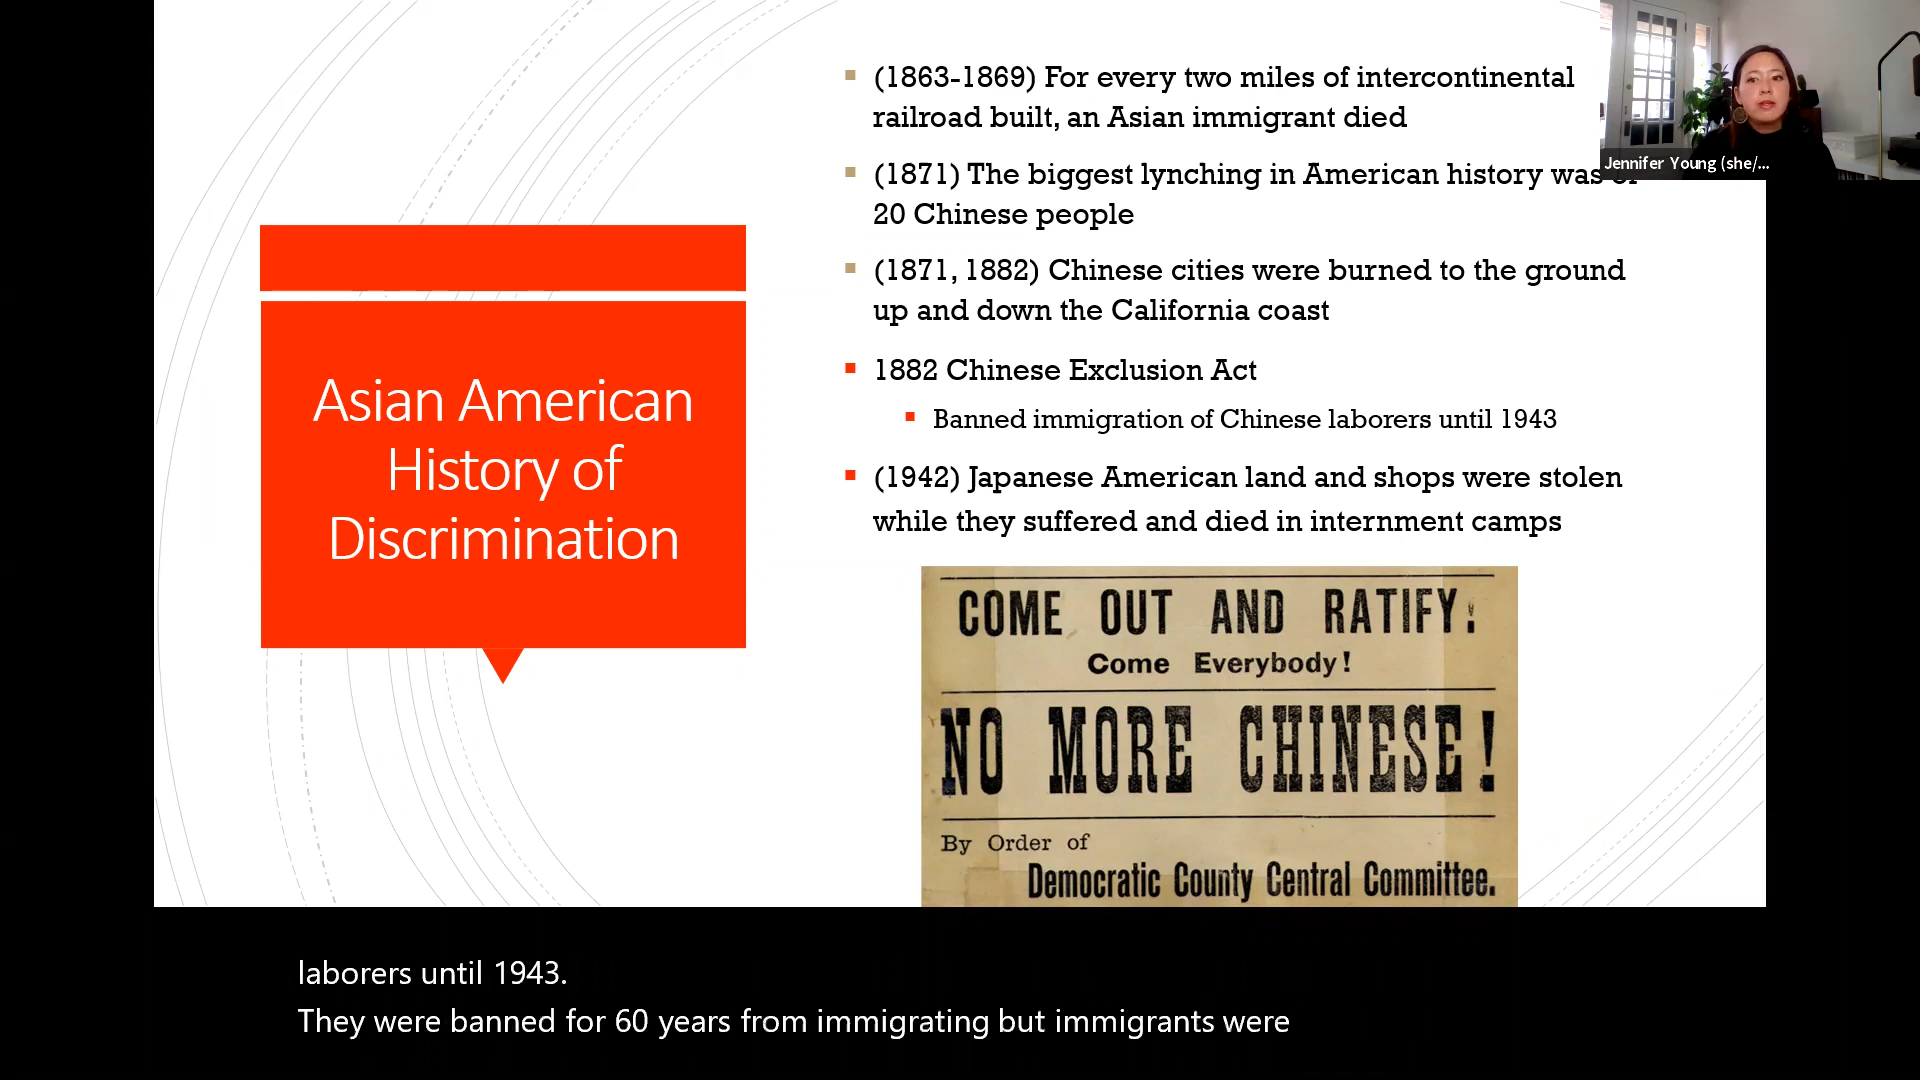 (1863-1869) For every two miles of intercontinental
railroad built, an Asian immigrant died
(1871) The biggest lynching in American history was of
20 Chinese people
(1871, 1882) Chinese cities were burned to the ground
up and down the California coast
1882 Chinese Exclusion Act
Banned immigration of Chinese laborers until 1943
(1942) Japanese American land and shops were stolen
while they suffered and died in internment camps
Asian American
History of
Discrimination
COME OUT AND RATIFY!
Come Everybody!
NO MORE CHINESE!
By Order of
Democratic County Central Committee.
Jennifer Young (she/...
laborers until 1943.
They were banned for 60 years from immigrating but immigrants were